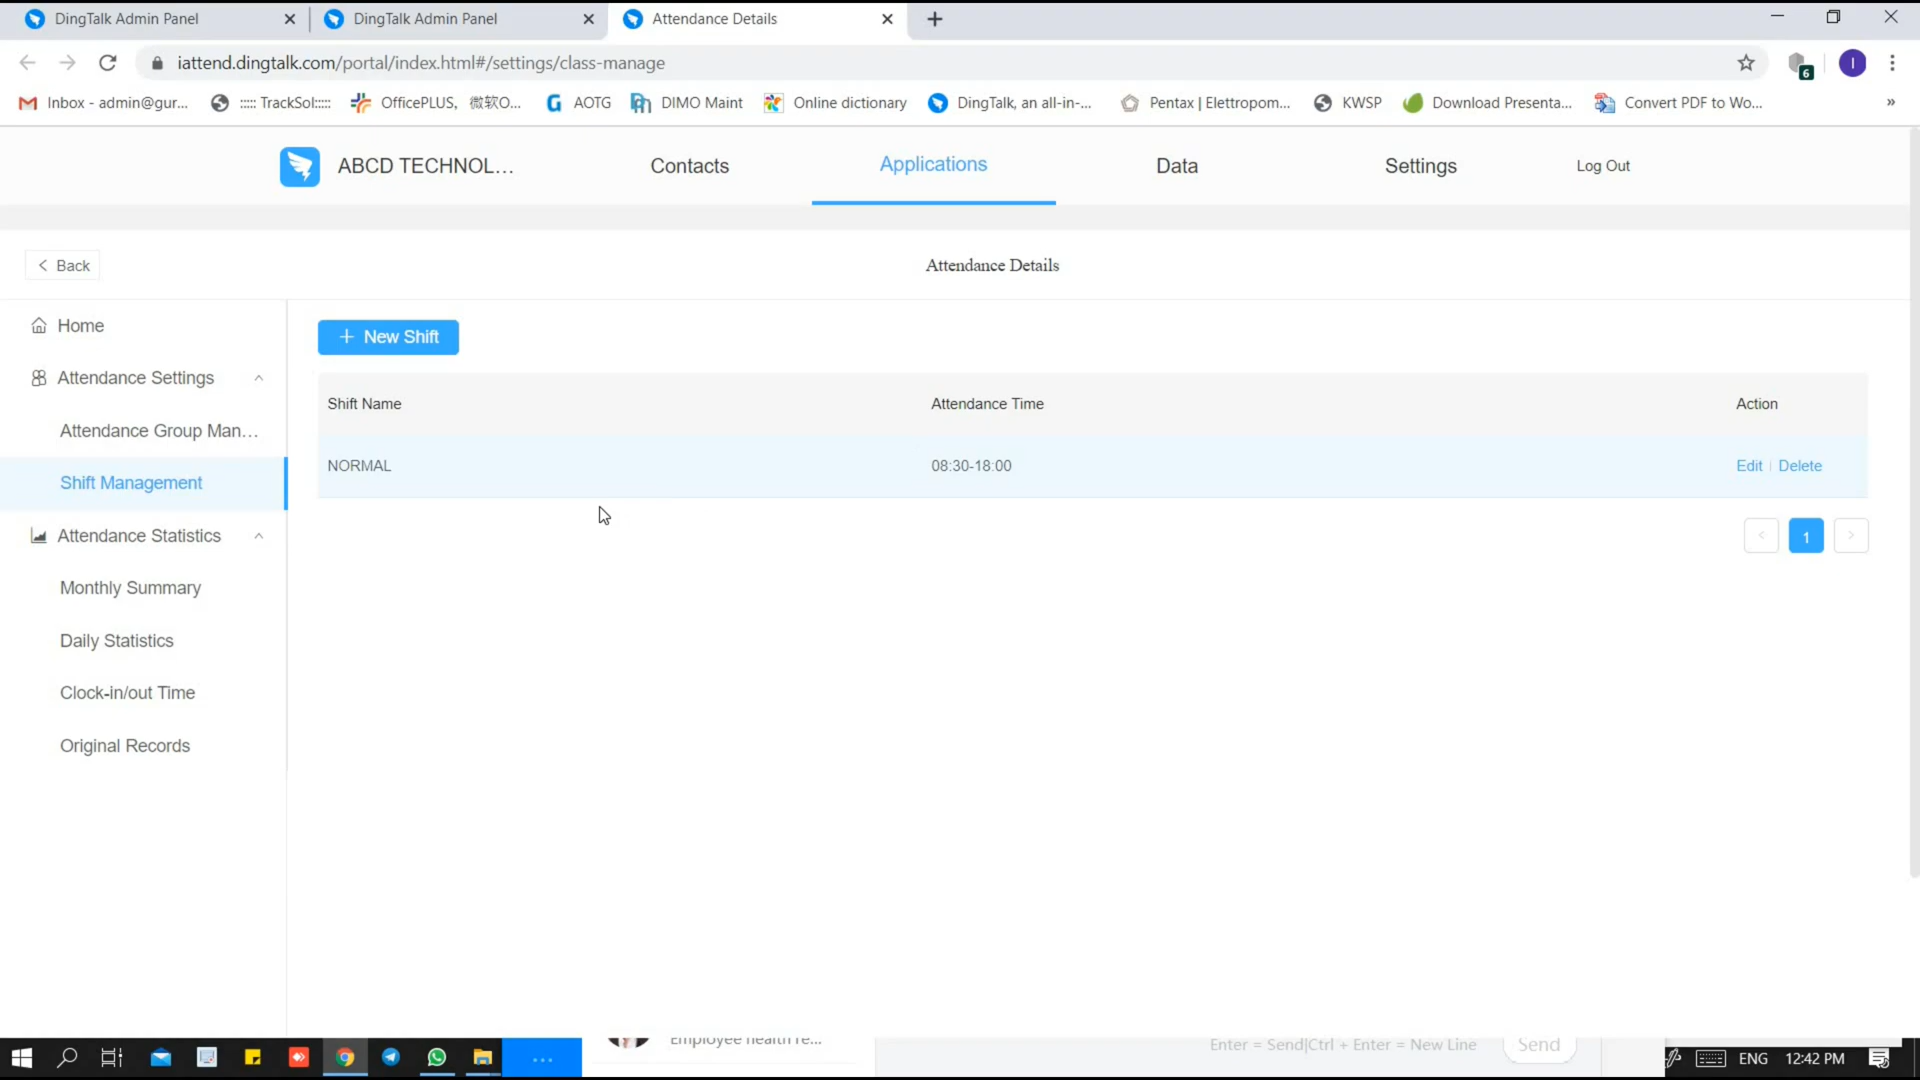 DingTalk Admin Panel
DingTalk Admin Panel
Attendance Details
iattend.dingtalk.com/portal/index.html#/settings/class-manage
6
I
Inbox - admin@gur...
::::: TrackSol:::::
OfficePLUS, 微软O...
AOTG
DIMO Maint
Online dictionary
DingTalk, an all-in-...
Pentax | Elettropom...
KWSP
Download Presenta...
Convert PDF to Wo...
»
ABCD TECHNOL...
Contacts
Applications
Data
Settings
Log Out
< Back
Attendance Details
Home
Attendance Settings
Attendance Group Man...
Shift Management
Attendance Statistics
Monthly Summary
Daily Statistics
Clock-in/out Time
Original Records
+ New Shift
Shift Name
Attendance Time
Action
NORMAL
08:30-18:00
Edit | Delete
< 1 >
Employee health re...
Enter = Send|Ctrl + Enter = New Line
Send
...
ENG
12:42 PM